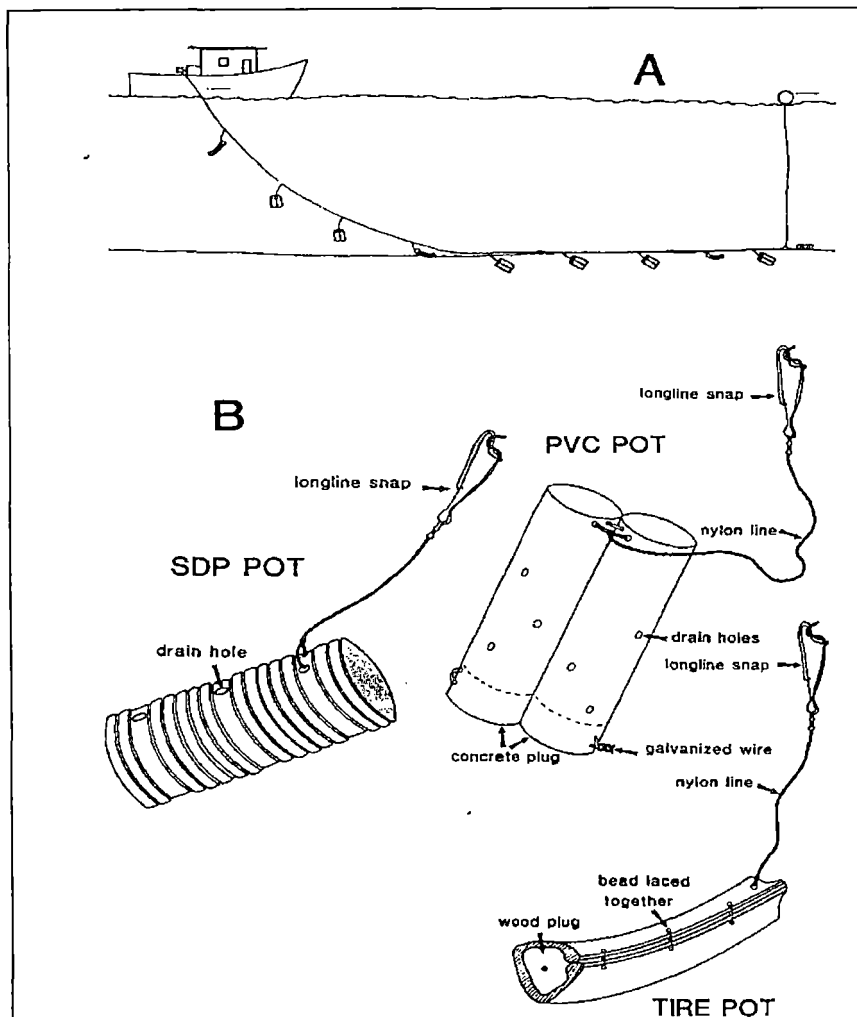 A
B
longline snap
PVC POT
longline snap
nylon line
SDP POT
drain hole
drain holes
longline snap
concrete plug
galvanized wire
nylon line
bead laced
together
wood plug
TIRE POT